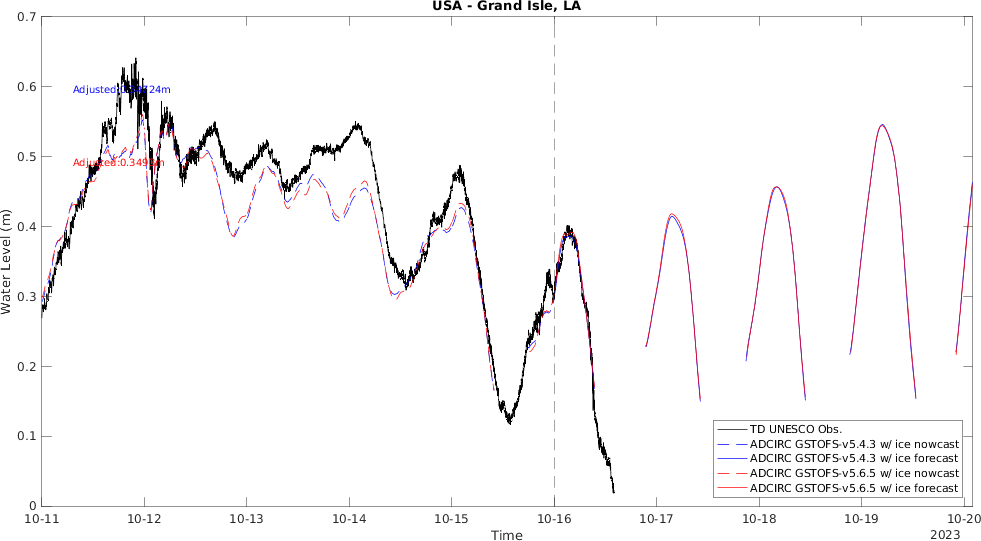 USA - Grand Isle, LA
0.7
0.6
0.5
0.4
0.3
0.2
0.1
0
Water Level (m)
Adjusted:
Adjusted:
10-11
10-12
10-13
10-14
10-15
10-16
10-17
10-18
10-19
10-20
Time
2023
TD UNESCO Obs.
ADCIRC GSTOFS-v5.4.3 w/ ice nowcast
ADCIRC GSTOFS-v5.4.3 w/ ice forecast
ADCIRC GSTOFS-v5.6.5 w/ ice nowcast
ADCIRC GSTOFS-v5.6.5 w/ ice forecast